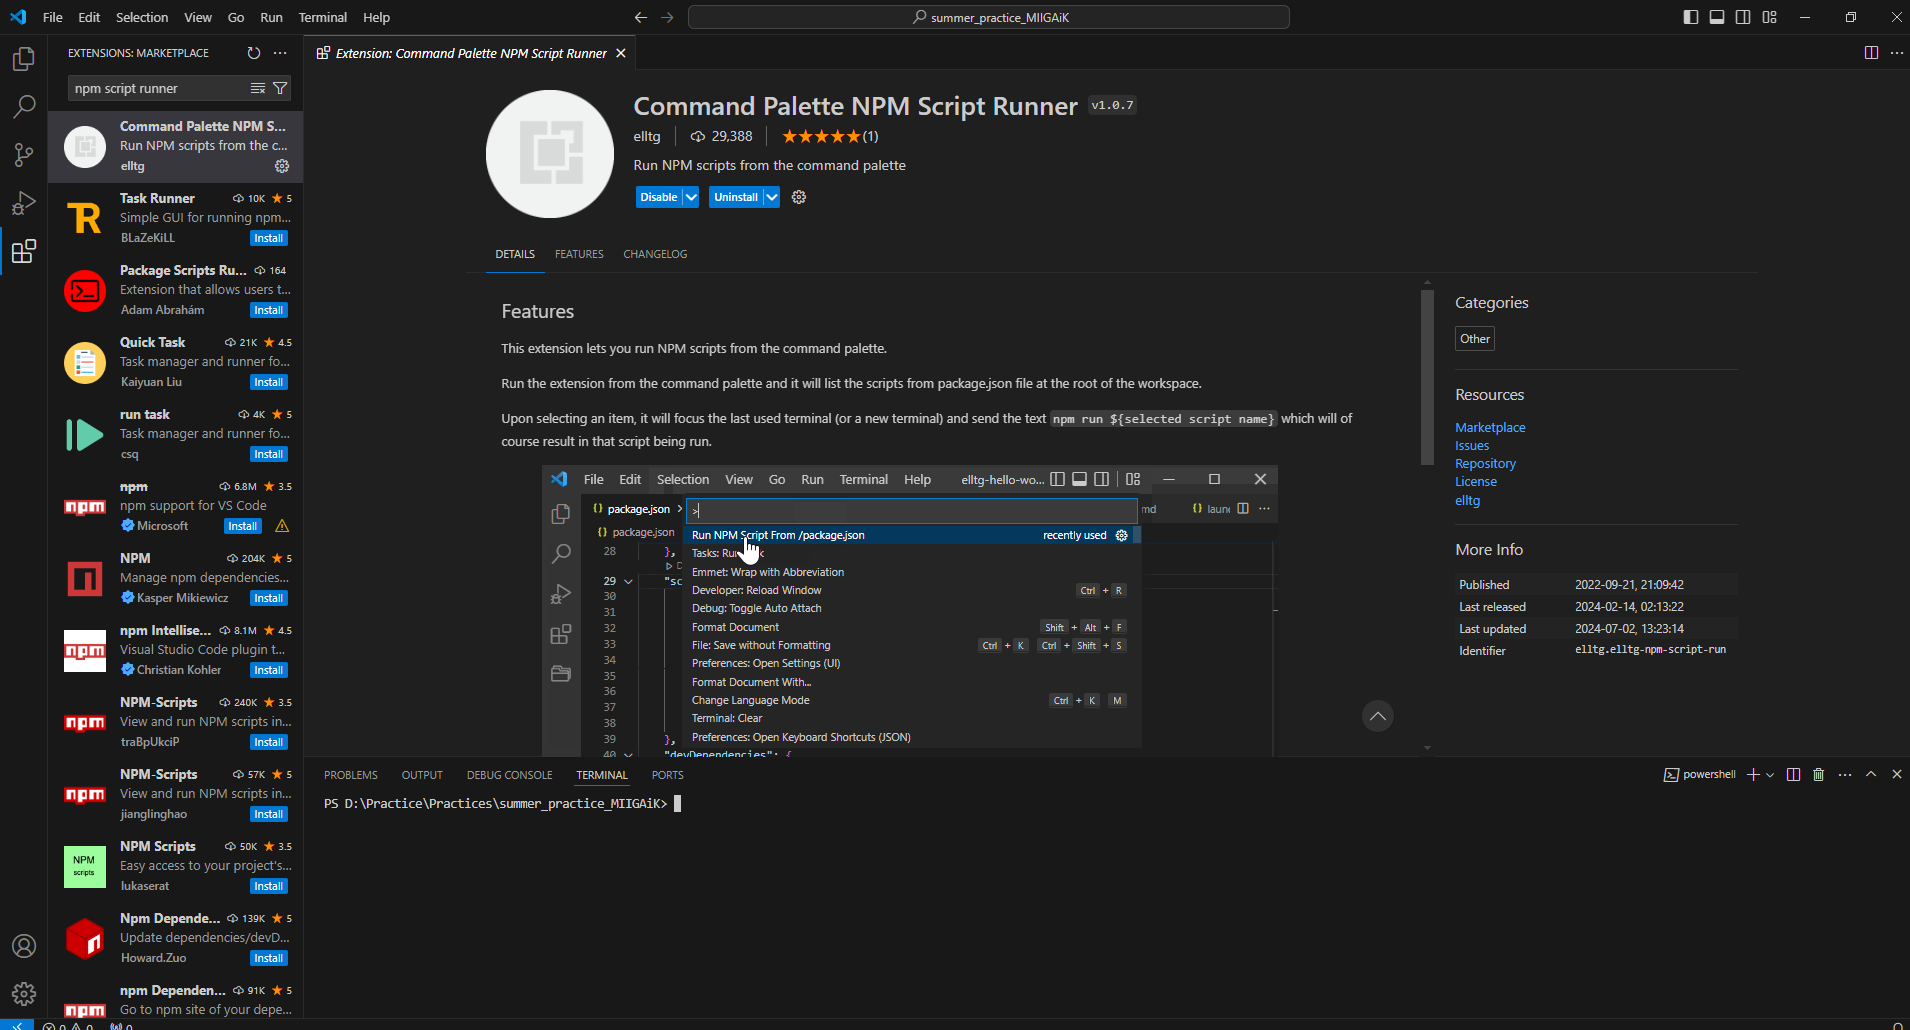 File Edit Selection View Go Run Terminal Help
summer_practice_MIIGAiK
EXTENSIONS: MARKETPLACE
npm script runner
Command Palette NPM S...
Run NPM scripts from the c...
elltg
Task Runner 10K ★ 5
Simple GUI for running npm...
BLaZeKiLL Install
Package Scripts Ru... 164
Extension that allows users t...
Adam Abrahám Install
Quick Task 21K ★ 4.5
Task manager and runner fo...
Kaiyuan Liu Install
run task 4K ★ 5
Task manager and runner fo...
csq Install
npm 6.8M ★ 3.5
npm support for VS Code
Microsoft Install
NPM 204K ★ 5
Manage npm dependencies...
Kasper Mikiewicz Install
npm Intellise... 8.1M ★ 4.5
Visual Studio Code plugin t...
Christian Kohler Install
NPM-Scripts 240K ★ 3.5
View and run NPM scripts in...
traBpUkciP Install
NPM-Scripts 57K ★ 5
View and run NPM scripts in...
jianglinghao Install
NPM scripts
NPM Scripts 50K ★ 3.5
Easy access to your project's...
lukaserat Install
Npm Depende... 139K ★ 5
Update dependencies/devD...
Howard.Zuo Install
npm Dependen... 91K ★ 5
Go to npm site of your depe...
0 0 0
Extension: Command Palette NPM Script Runner
Command Palette NPM Script Runner v1.0.7
elltg | 29,388 | ★★★★★(1)
Run NPM scripts from the command palette
Disable Uninstall
DETAILS FEATURES CHANGELOG
Features
This extension lets you run NPM scripts from the command palette.
Run the extension from the command palette and it will list the scripts from package.json file at the root of the workspace.
Upon selecting an item, it will focus the last used terminal (or a new terminal) and send the text npm run ${selected script name} which will of
course result in that script being run.
File Edit Selection View Go Run Terminal Help elltg-hello-wo...
{} package.json > md {} laun
{} package.json
Run NPM Script From /package.json recently used
Tasks: Ru k
Emmet: Wrap with Abbreviation
Developer: Reload Window Ctrl + R
Debug: Toggle Auto Attach
Format Document Shift + Alt + F
File: Save without Formatting Ctrl + K Ctrl + Shift + S
Preferences: Open Settings (UI)
Format Document With...
Change Language Mode Ctrl + K M
Terminal: Clear
Preferences: Open Keyboard Shortcuts (JSON)
28 },
▷ D
29 "sc
30
31
32
33
34
35
36
37
38
39 },
40 "devDependencies": {
Categories
Other
Resources
Marketplace
Issues
Repository
License
elltg
More Info
Published 2022-09-21, 21:09:42
Last released 2024-02-14, 02:13:22
Last updated 2024-07-02, 13:23:14
Identifier elltg.elltg-npm-script-run
PROBLEMS OUTPUT DEBUG CONSOLE TERMINAL PORTS
powershell
PS D:\Practice\Practices\summer_practice_MIIGAiK>